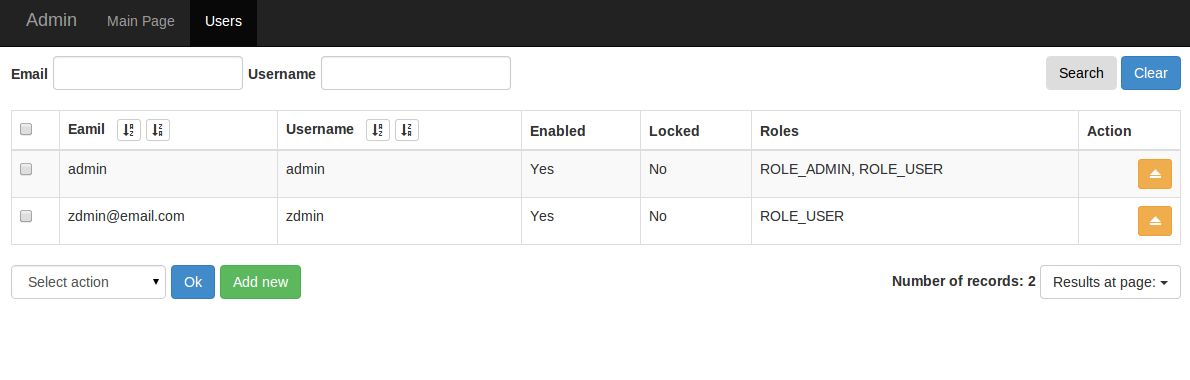 Admin Main Page Users
Email Username Search Clear
Eamil Username Enabled Locked Roles Action
admin admin Yes No ROLE_ADMIN, ROLE_USER
zdmin@email.com zdmin Yes No ROLE_USER
Select action Ok Add new Number of records: 2 Results at page: